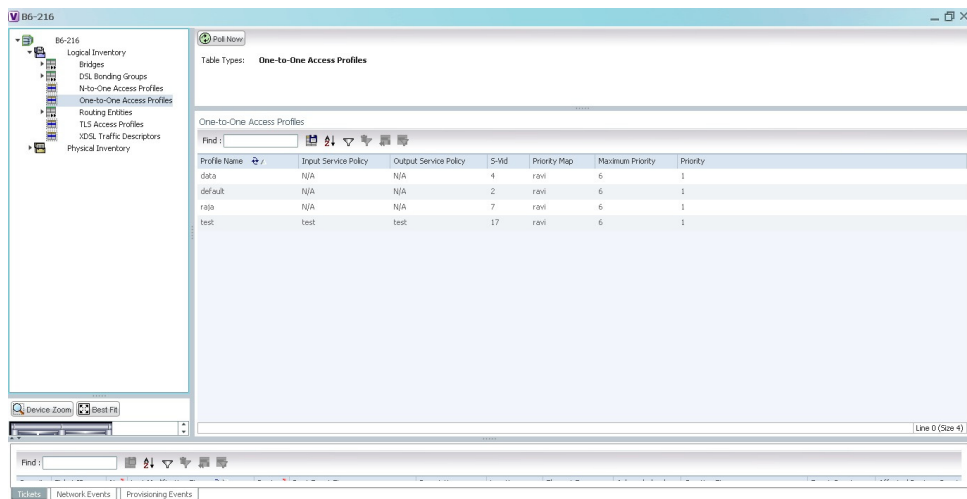 B6-216
B6-216
Logical Inventory
Bridges
DSL Bonding Groups
N-to-One Access Profiles
One-to-One Access Profiles
Routing Entities
TLS Access Profiles
XDSL Traffic Descriptors
Physical Inventory
Device Zoom Best Fit
Poll Now
Table Types: One-to-One Access Profiles
One-to-One Access Profiles
Find :
Profile Name Input Service Policy Output Service Policy S-Vid Priority Map Maximum Priority Priority
data N/A N/A 4 ravi 6 1
default N/A N/A 2 ravi 6 1
raja N/A N/A 7 ravi 6 1
test test test 17 ravi 6 1
Line 0 (Size 4)
Find :
Tickets Network Events Provisioning Events